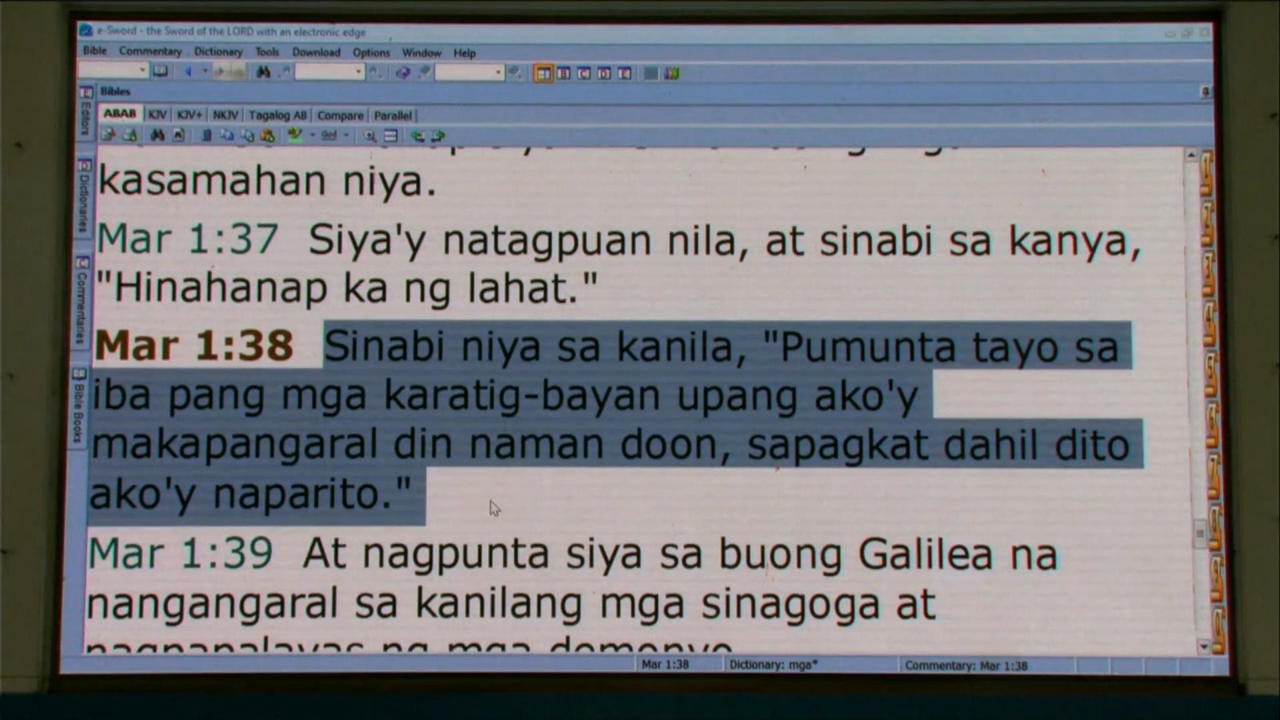 e-Sword - the Sword of the LORD with an electronic edge
Bible Commentary Dictionary Tools Download Options Window Help
Bibles
ABAB KJV KJV+ NKJV Tagalog AB Compare Parallel
Editors
Dictionaries
Commentaries
Bible Books
kasamahan niya.
Mar 1:37 Siya'y natagpuan nila, at sinabi sa kanya,
"Hinahanap ka ng lahat."
Mar 1:38 Sinabi niya sa kanila, "Pumunta tayo sa
iba pang mga karatig-bayan upang ako'y
makapangaral din naman doon, sapagkat dahil dito
ako'y naparito."
Mar 1:39 At nagpunta siya sa buong Galilea na
nangangaral sa kanilang mga sinagoga at
nagpapalayas ng mga demonyo.
Mar 1:38 Dictionary: mga* Commentary: Mar 1:38